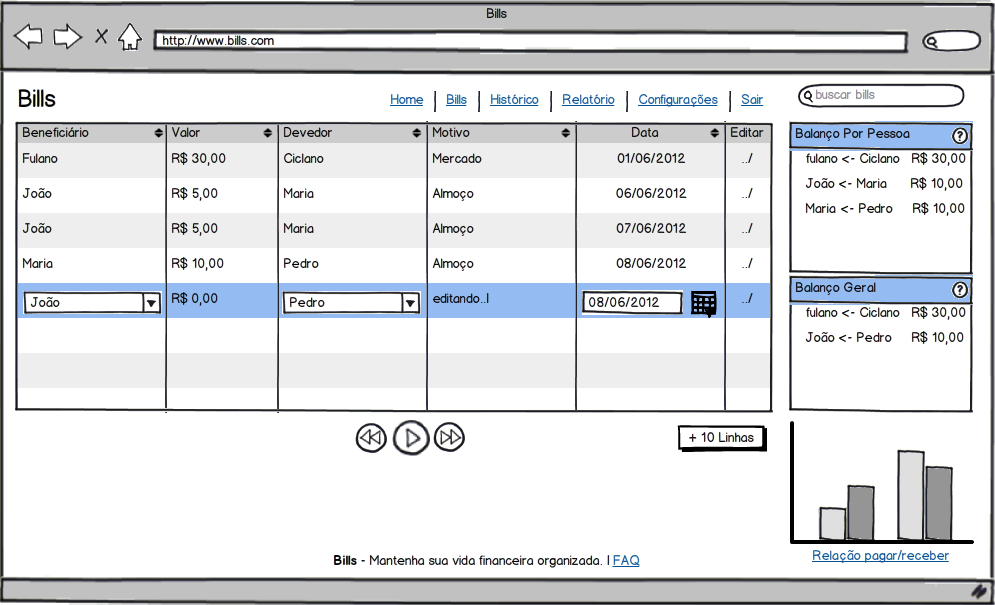 Bills
http://www.bills.com
Bills
Home | Bills | Histórico | Relatório | Configurações | Sair
buscar bills
Beneficiário Valor Devedor Motivo Data Editar
Fulano R$ 30,00 Ciclano Mercado 01/06/2012 ../
João R$ 5,00 Maria Almoço 06/06/2012 ../
João R$ 5,00 Maria Almoço 07/06/2012 ../
Maria R$ 10,00 Pedro Almoço 08/06/2012 ../
João R$ 0,00 Pedro editando..| 08/06/2012 ../
Balanço Por Pessoa ?
fulano <- Ciclano R$ 30,00
João <- Maria R$ 10,00
Maria <- Pedro R$ 10,00
Balanço Geral ?
fulano <- Ciclano R$ 30,00
João <- Pedro R$ 10,00
+ 10 Linhas
Relação pagar/receber
Bills - Mantenha sua vida financeira organizada. | FAQ